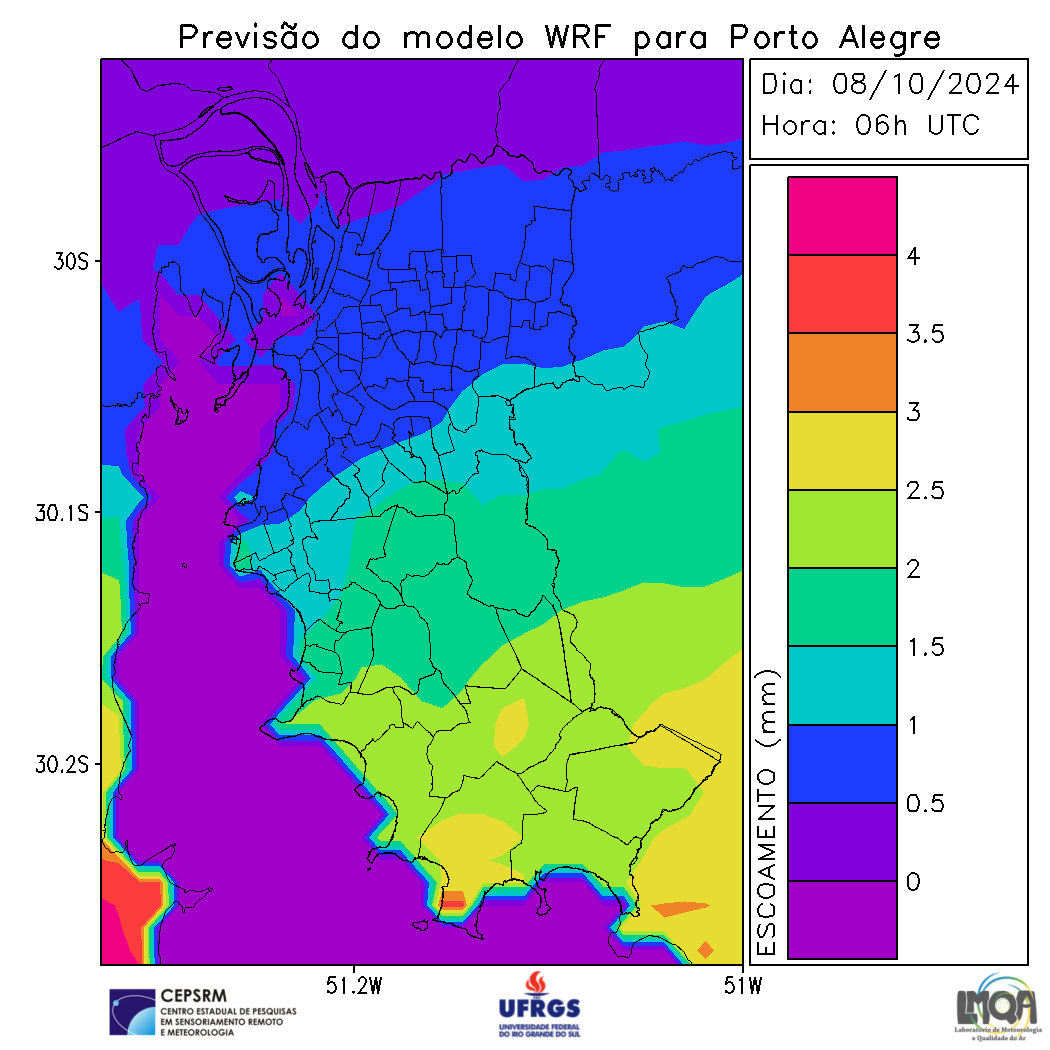 Previsão do modelo WRF para Porto Alegre
Dia: 08/10/2024
Hora: 06h UTC
30S
30.1S
30.2S
51.2W
51W
4
3.5
3
2.5
2
1.5
1
0.5
0
ESCOAMENTO (mm)
CEPSRM
CENTRO ESTADUAL DE PESQUISAS
EM SENSORIAMENTO REMOTO
E METEOROLOGIA
UFRGS
UNIVERSIDADE FEDERAL
DO RIO GRANDE DO SUL
LMQA
Laboratório de Meteorologia
e Qualidade do Ar